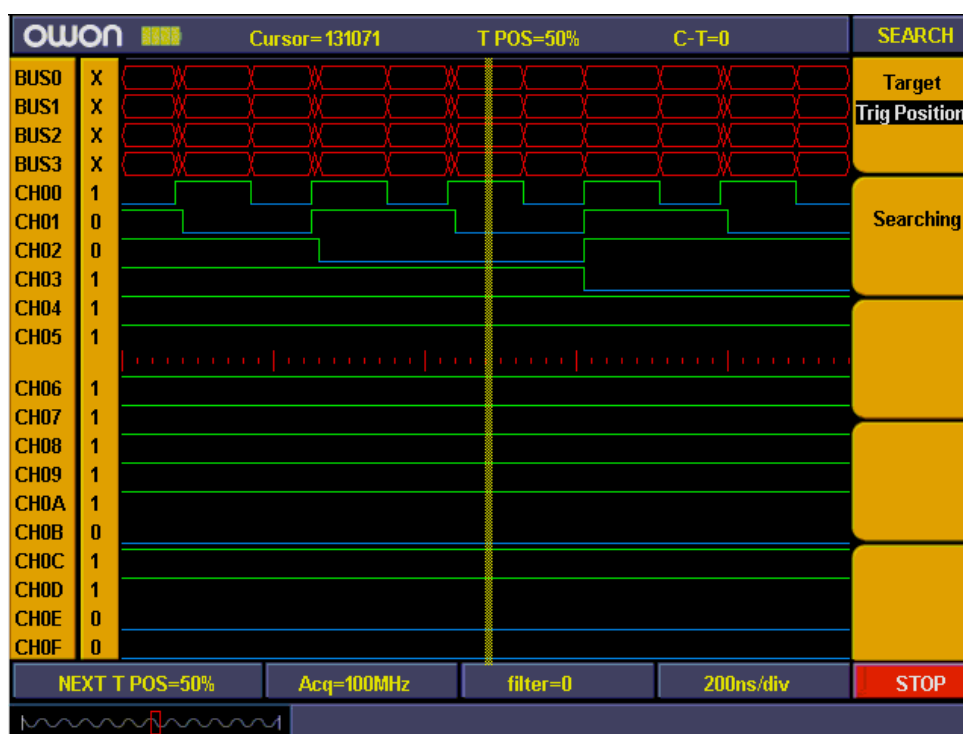 owon Cursor=131071 T POS=50% C-T=0 SEARCH
BUS0 X
Target
Trig Position
BUS1 X
BUS2 X
BUS3 X
CH00 1
CH01 0
Searching
CH02 0
CH03 1
CH04 1
CH05 1
CH06 1
CH07 1
CH08 1
CH09 1
CH0A 1
CH0B 0
CH0C 1
CH0D 1
CH0E 0
CH0F 0
NEXT T POS=50% Acq=100MHz filter=0 200ns/div STOP